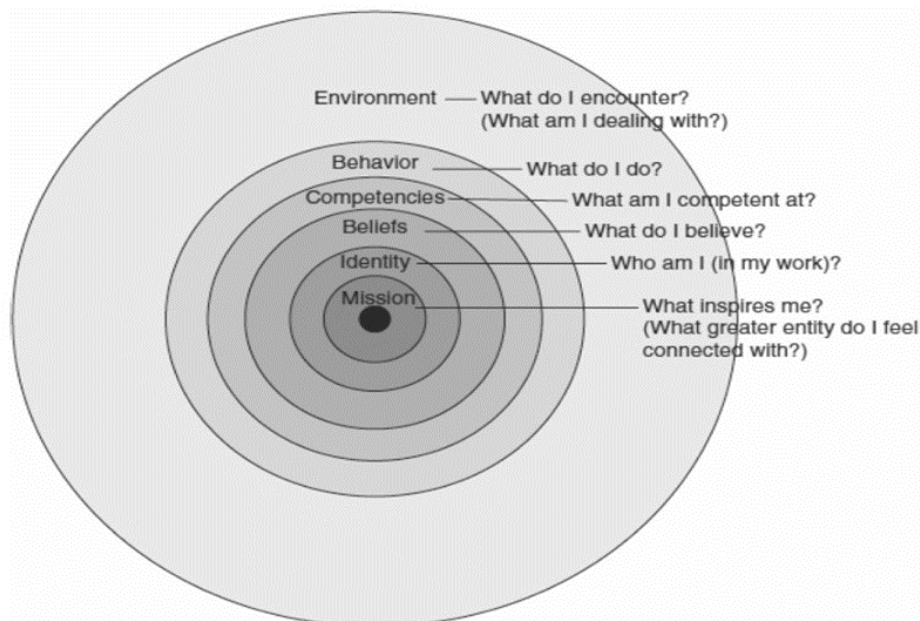 Environment
What do I encounter?
(What am I dealing with?)
Behavior
What do I do?
Competencies
What am I competent at?
Beliefs
What do I believe?
Identity
Who am I (in my work)?
Mission
What inspires me?
(What greater entity do I feel
connected with?)